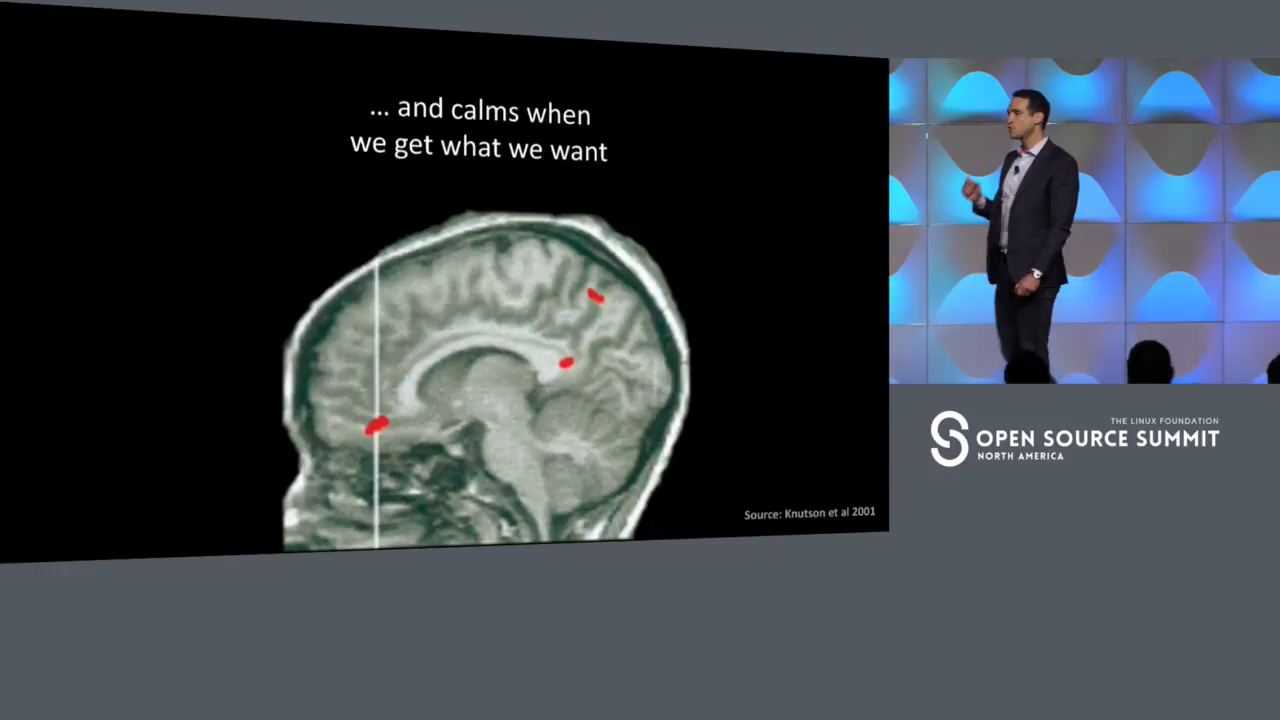 ... and calms when
we get what we want
Source: Knutson et al 2001
THE LINUX FOUNDATION
OPEN SOURCE SUMMIT
NORTH AMERICA